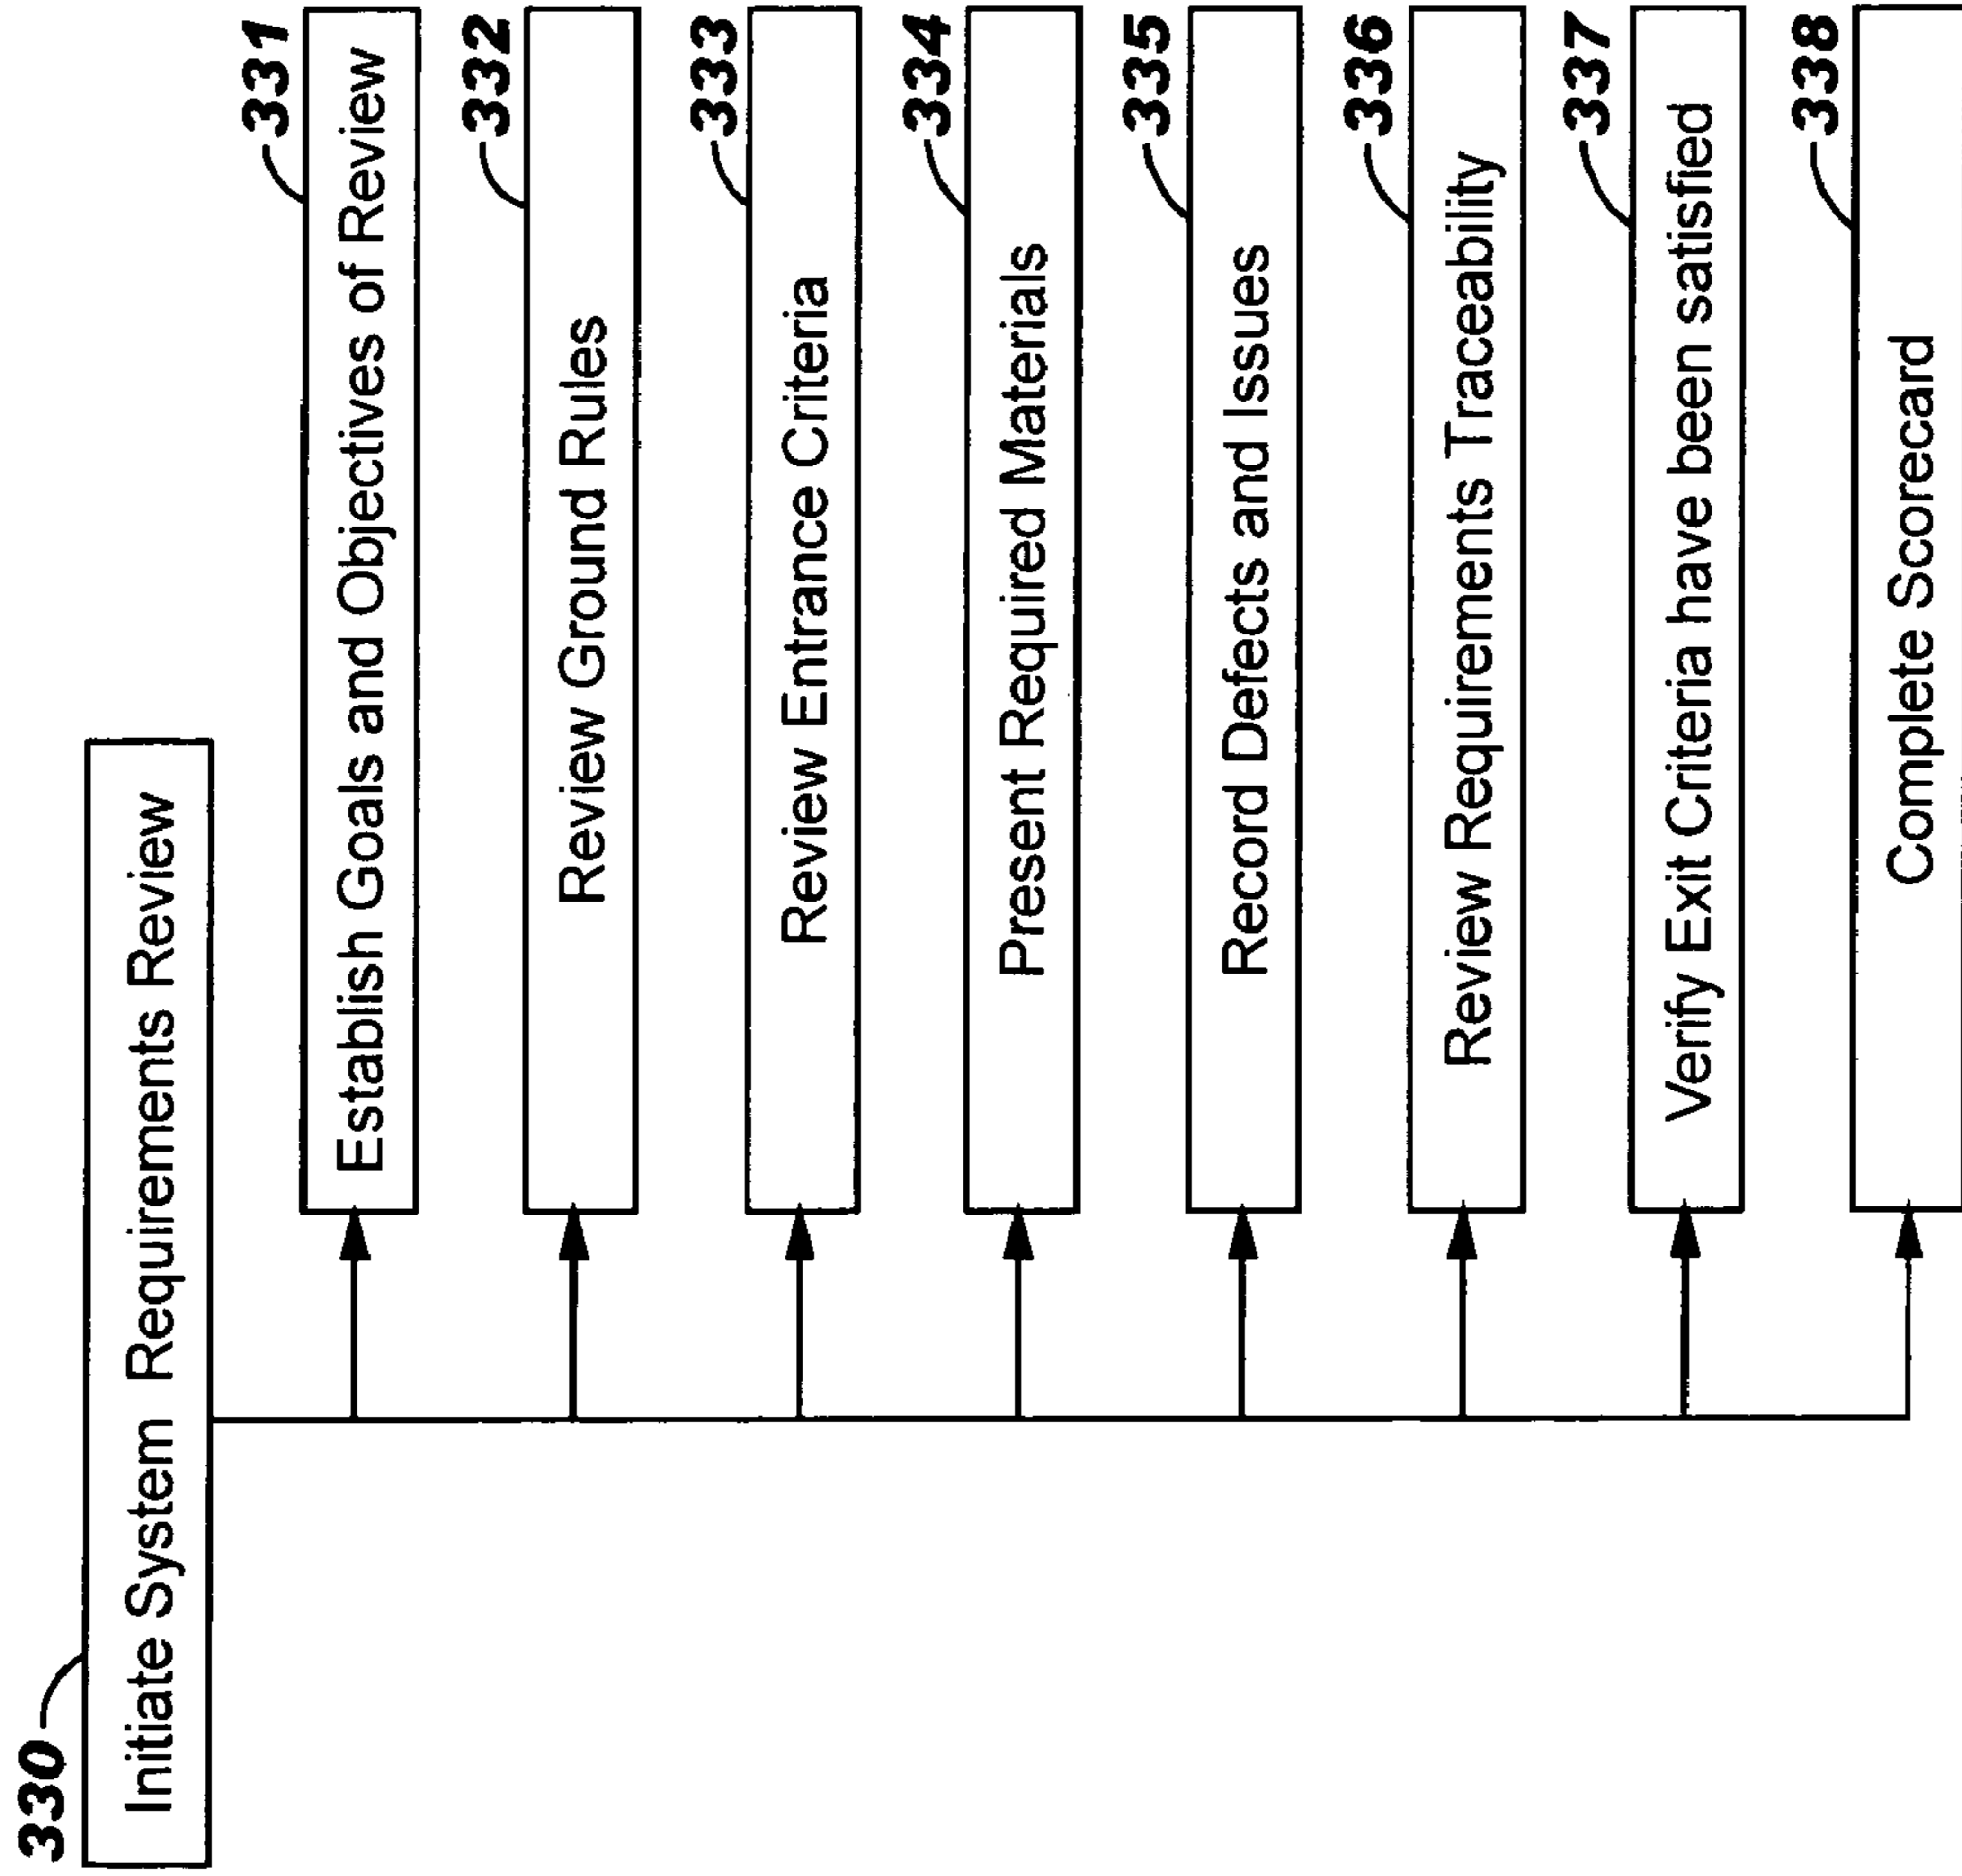 330
Initiate System Requirements Review
331
Establish Goals and Objectives of Review
332
Review Ground Rules
333
Review Entrance Criteria
334
Present Required Materials
335
Record Defects and Issues
336
Review Requirements Traceability
337
Verify Exit Criteria have been satisfied
338
Complete Scorecard